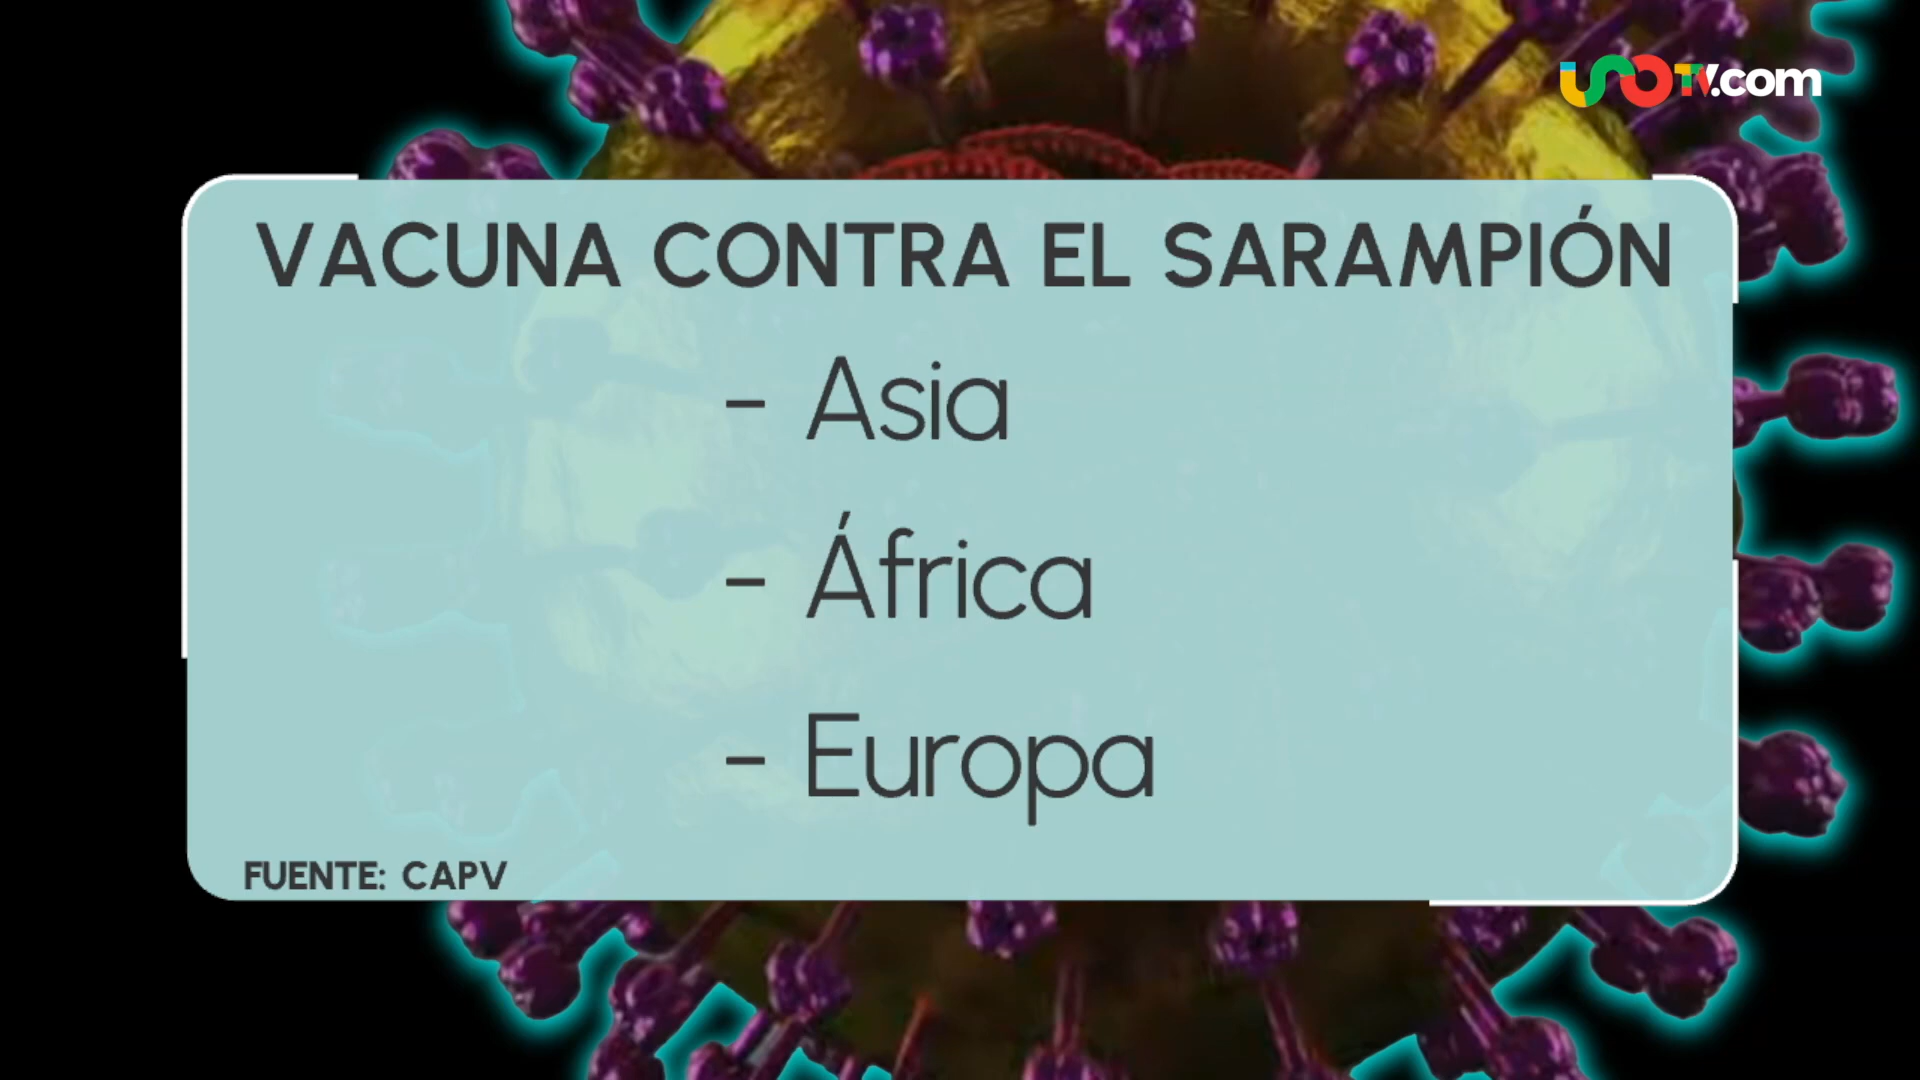 unoTV.com
VACUNA CONTRA EL SARAMPIÓN
- Asia
- África
- Europa
FUENTE: CAPV